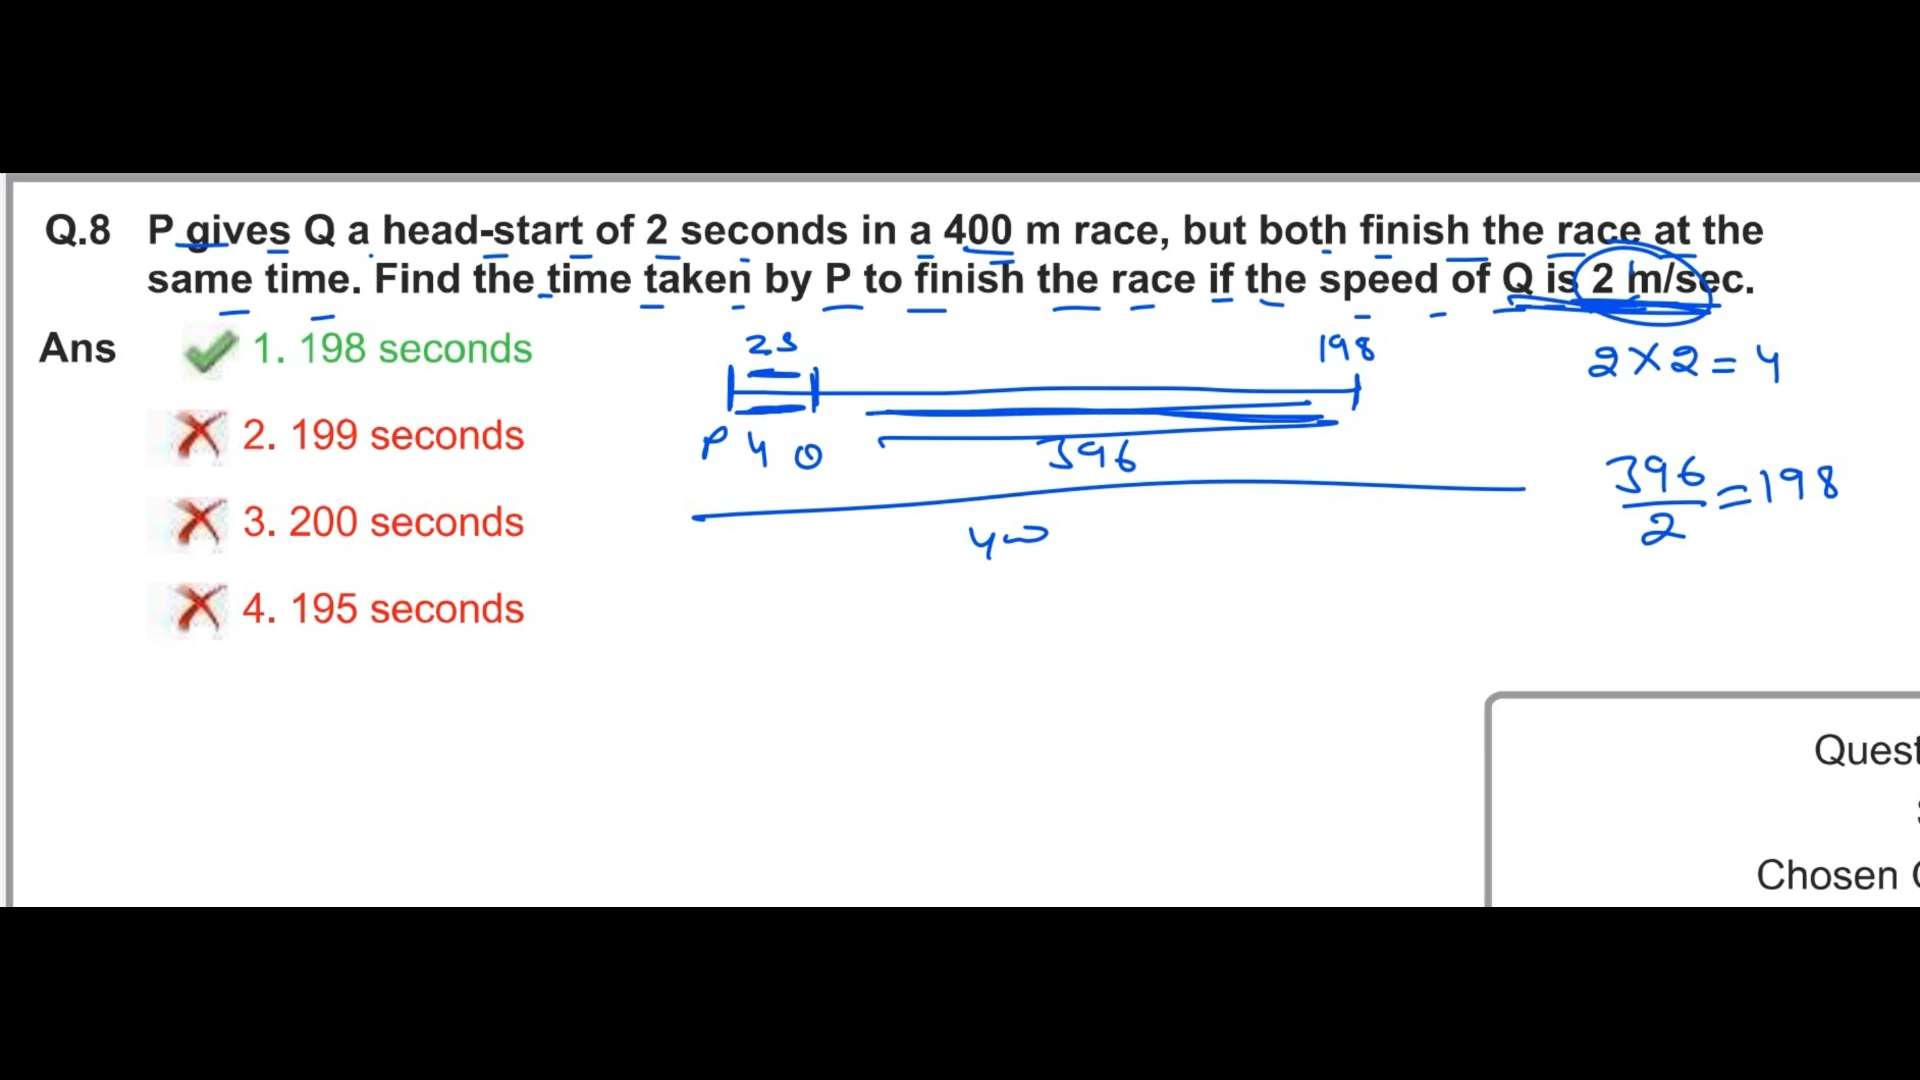 Q.8 P gives Q a head-start of 2 seconds in a 400 m race, but both finish the race at the
same time. Find the time taken by P to finish the race if the speed of Q is 2 m/sec.
Ans 1. 198 seconds
2. 199 seconds
3. 200 seconds
4. 195 seconds
2s
198
2×2=4
P 4 Q
396
400
396/2=198
Quest
Chosen